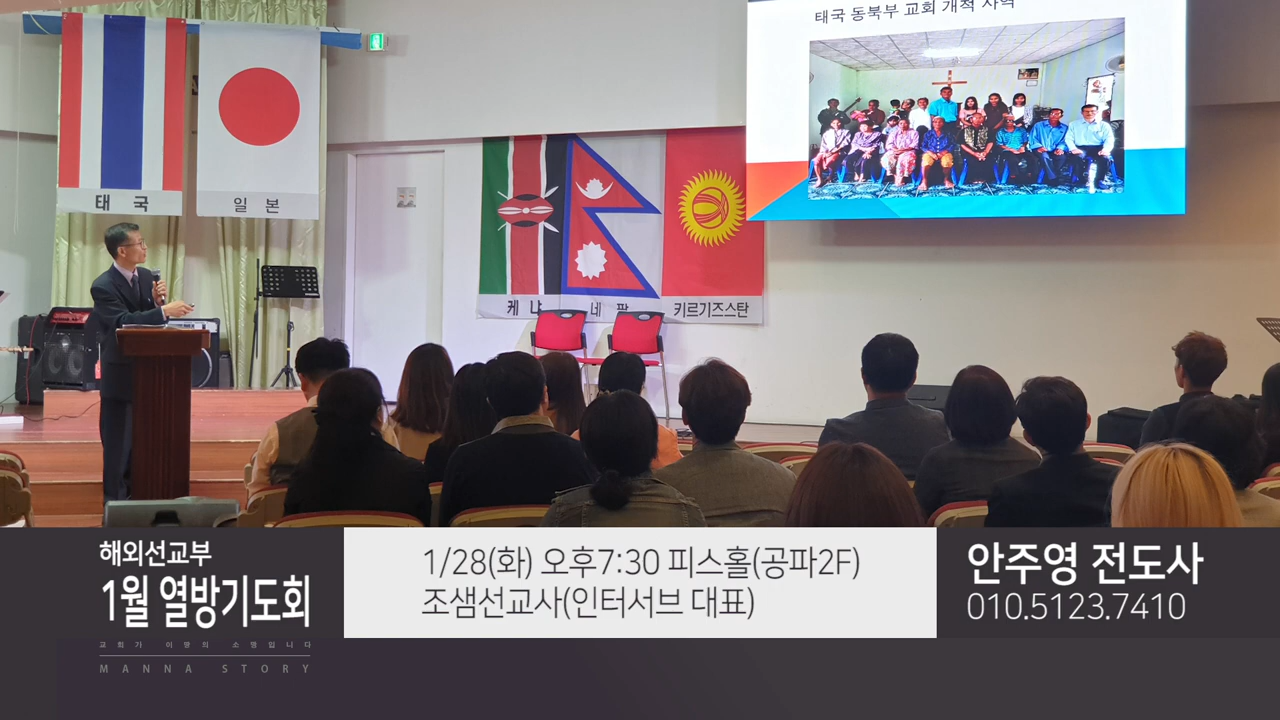 태국 동북부 교회 개척 사역
태국
일본
케냐
네팔
키르기즈스탄
해외선교부
1월 열방기도회
교회가 이땅의 소망입니다
MANNA STORY
1/28(화) 오후7:30 피스홀(공파2F)
조샘선교사(인터서브 대표)
안주영 전도사
010.5123.7410